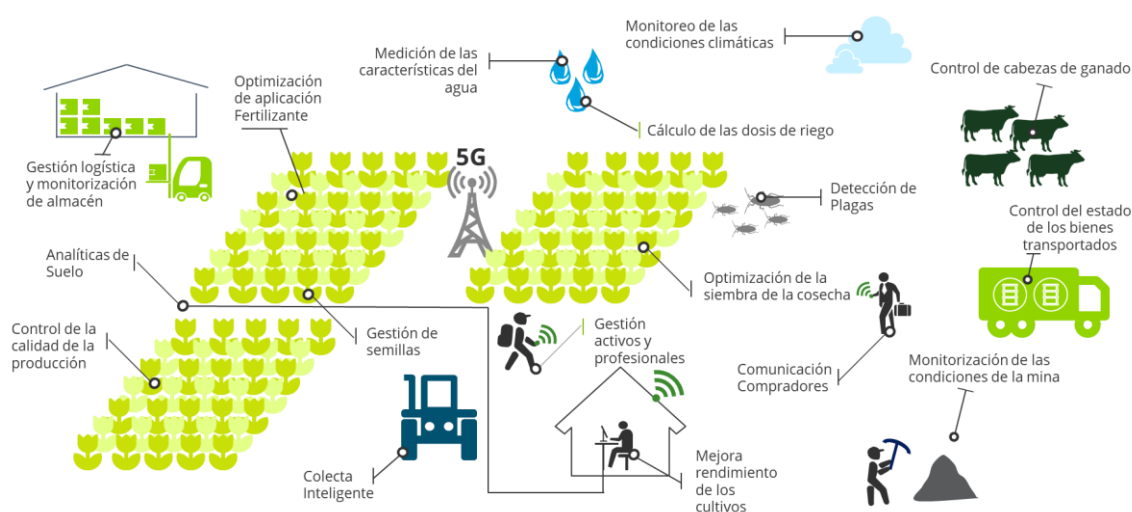 Monitoreo de las
condiciones climáticas
Medición de las
características del
agua
Control de cabezas de ganado
Optimización
de aplicación
Fertilizante
Cálculo de las dosis de riego
Gestión logística
y monitorización
de almacén
5G
Detección de
Plagas
Control del estado
de los bienes
transportados
Analíticas de
Suelo
Optimización de la
siembra de la cosecha
Control de la
calidad de la
producción
Gestión de
semillas
Gestión
activos y
profesionales
Comunicación
Compradores
Monitorización de las
condiciones de la mina
Colecta
Inteligente
Mejora
rendimiento
de los
cultivos